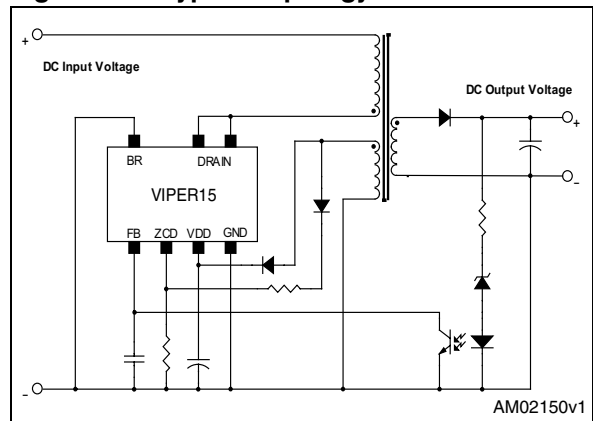 +
DC Input Voltage
DC Output Voltage
+
BR
DRAIN
VIPER15
-
FB ZCD VDD GND
-
AM02150v1